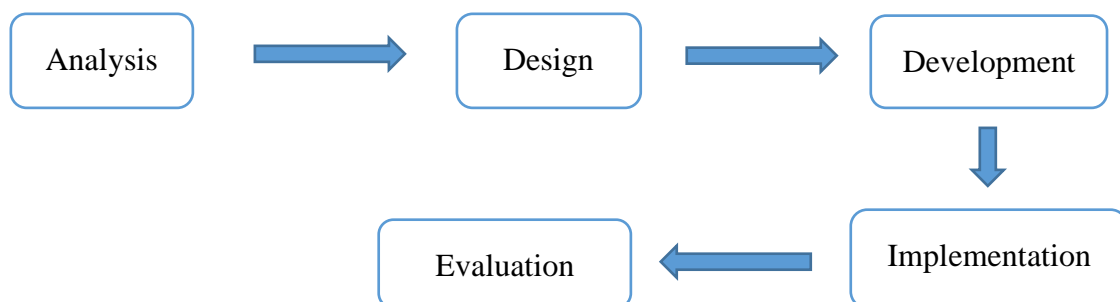 Analysis
Design
Development
Implementation
Evaluation